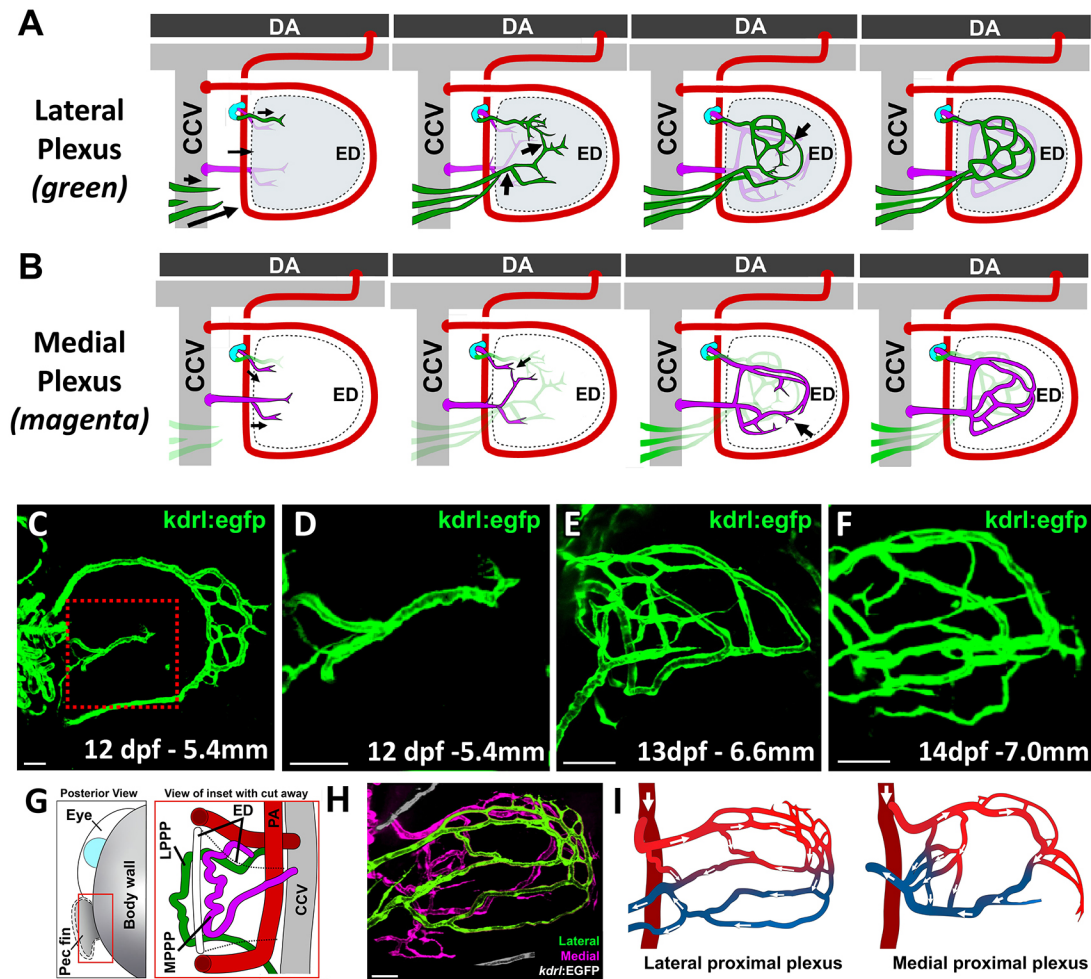 A
Lateral
Plexus
(green)
DA
CCV
ED
DA
CCV
ED
DA
CCV
ED
DA
CCV
ED
B
Medial
Plexus
(magenta)
DA
CCV
ED
DA
CCV
ED
DA
CCV
ED
DA
CCV
ED
C
kdrl:egfp
12 dpf - 5.4mm
D
kdrl:egfp
12 dpf -5.4mm
E
kdrl:egfp
13dpf - 6.6mm
F
kdrl:egfp
14dpf -7.0mm
G
Posterior View
Eye
Body wall
Pec fin
View of inset with cut away
ED
PA
LPPP
MPPP
CCV
H
Lateral
Medial
kdrl:EGFP
I
Lateral proximal plexus
Medial proximal plexus